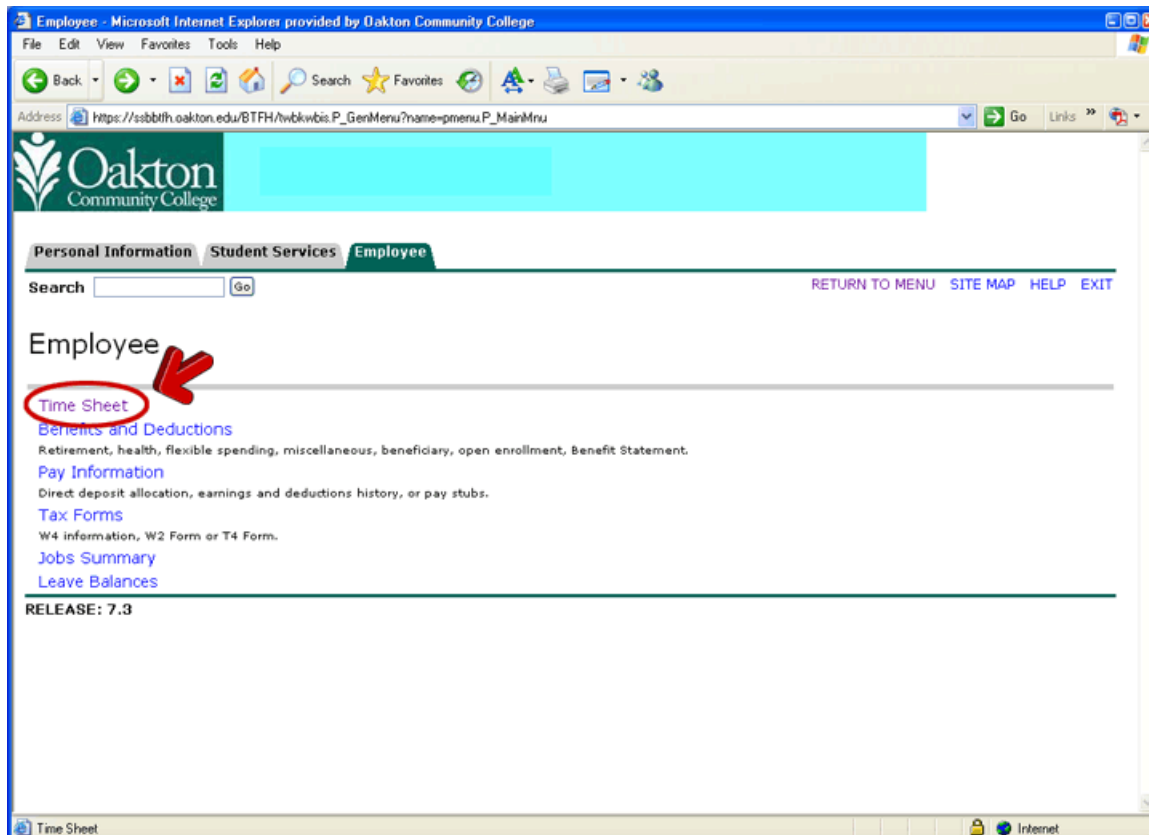 Employee - Microsoft Internet Explorer provided by Oakton Community College
File Edit View Favorites Tools Help
Back Search Favorites
Address https://ssbbtfh.oakton.edu/BTFH/twbkwbis.P_GenMenu?name=pmenu.P_MainMnu Go Links »
Oakton
Community College
Personal Information Student Services Employee
Search Go RETURN TO MENU SITE MAP HELP EXIT
Employee
Time Sheet
Benefits and Deductions
Retirement, health, flexible spending, miscellaneous, beneficiary, open enrollment, Benefit Statement.
Pay Information
Direct deposit allocation, earnings and deductions history, or pay stubs.
Tax Forms
W4 information, W2 Form or T4 Form.
Jobs Summary
Leave Balances
RELEASE: 7.3
Time Sheet Internet